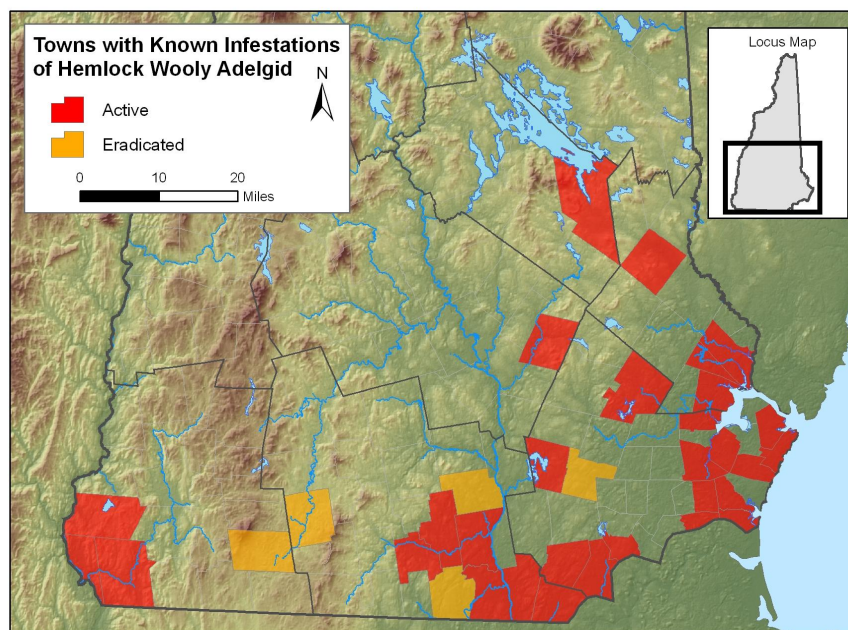 Towns with Known Infestations
of Hemlock Wooly Adelgid
N
Active
Eradicated
0 10 20
Miles
Locus Map